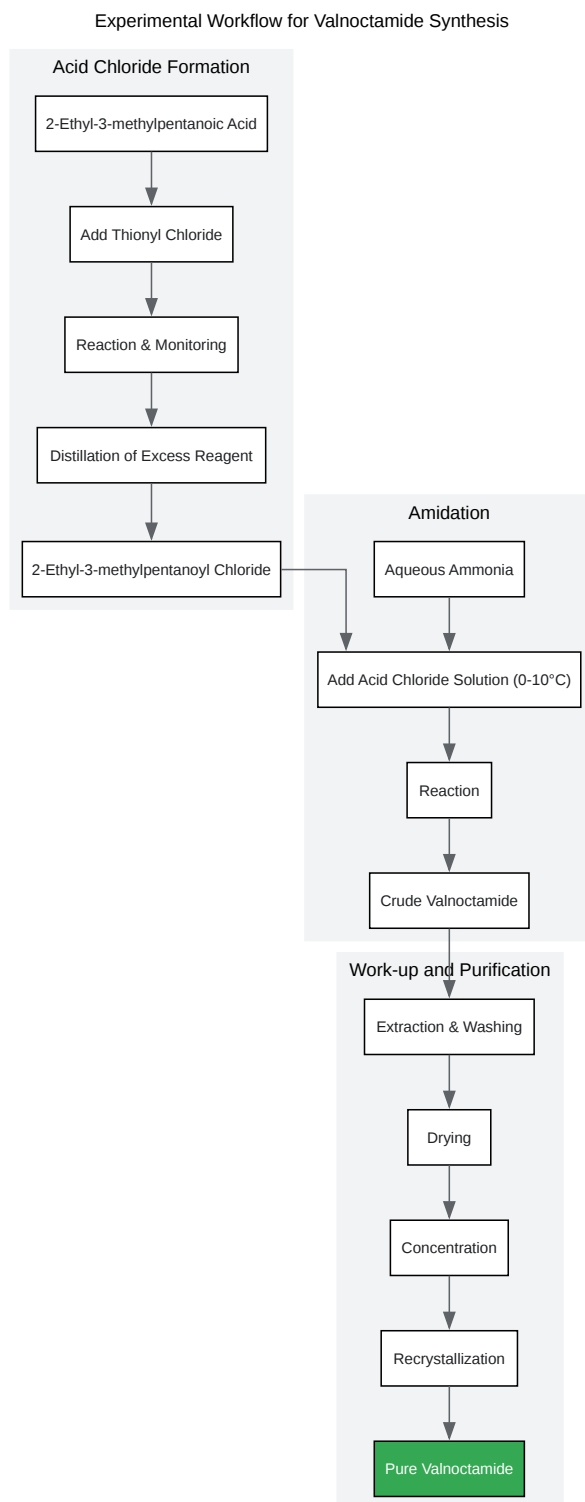 Experimental Workflow for Valnoctamide Synthesis
Acid Chloride Formation
2-Ethyl-3-methylpentanoic Acid
Add Thionyl Chloride
Reaction & Monitoring
Distillation of Excess Reagent
2-Ethyl-3-methylpentanoyl Chloride
Amidation
Aqueous Ammonia
Add Acid Chloride Solution (0-10°C)
Reaction
Crude Valnoctamide
Work-up and Purification
Extraction & Washing
Drying
Concentration
Recrystallization
Pure Valnoctamide